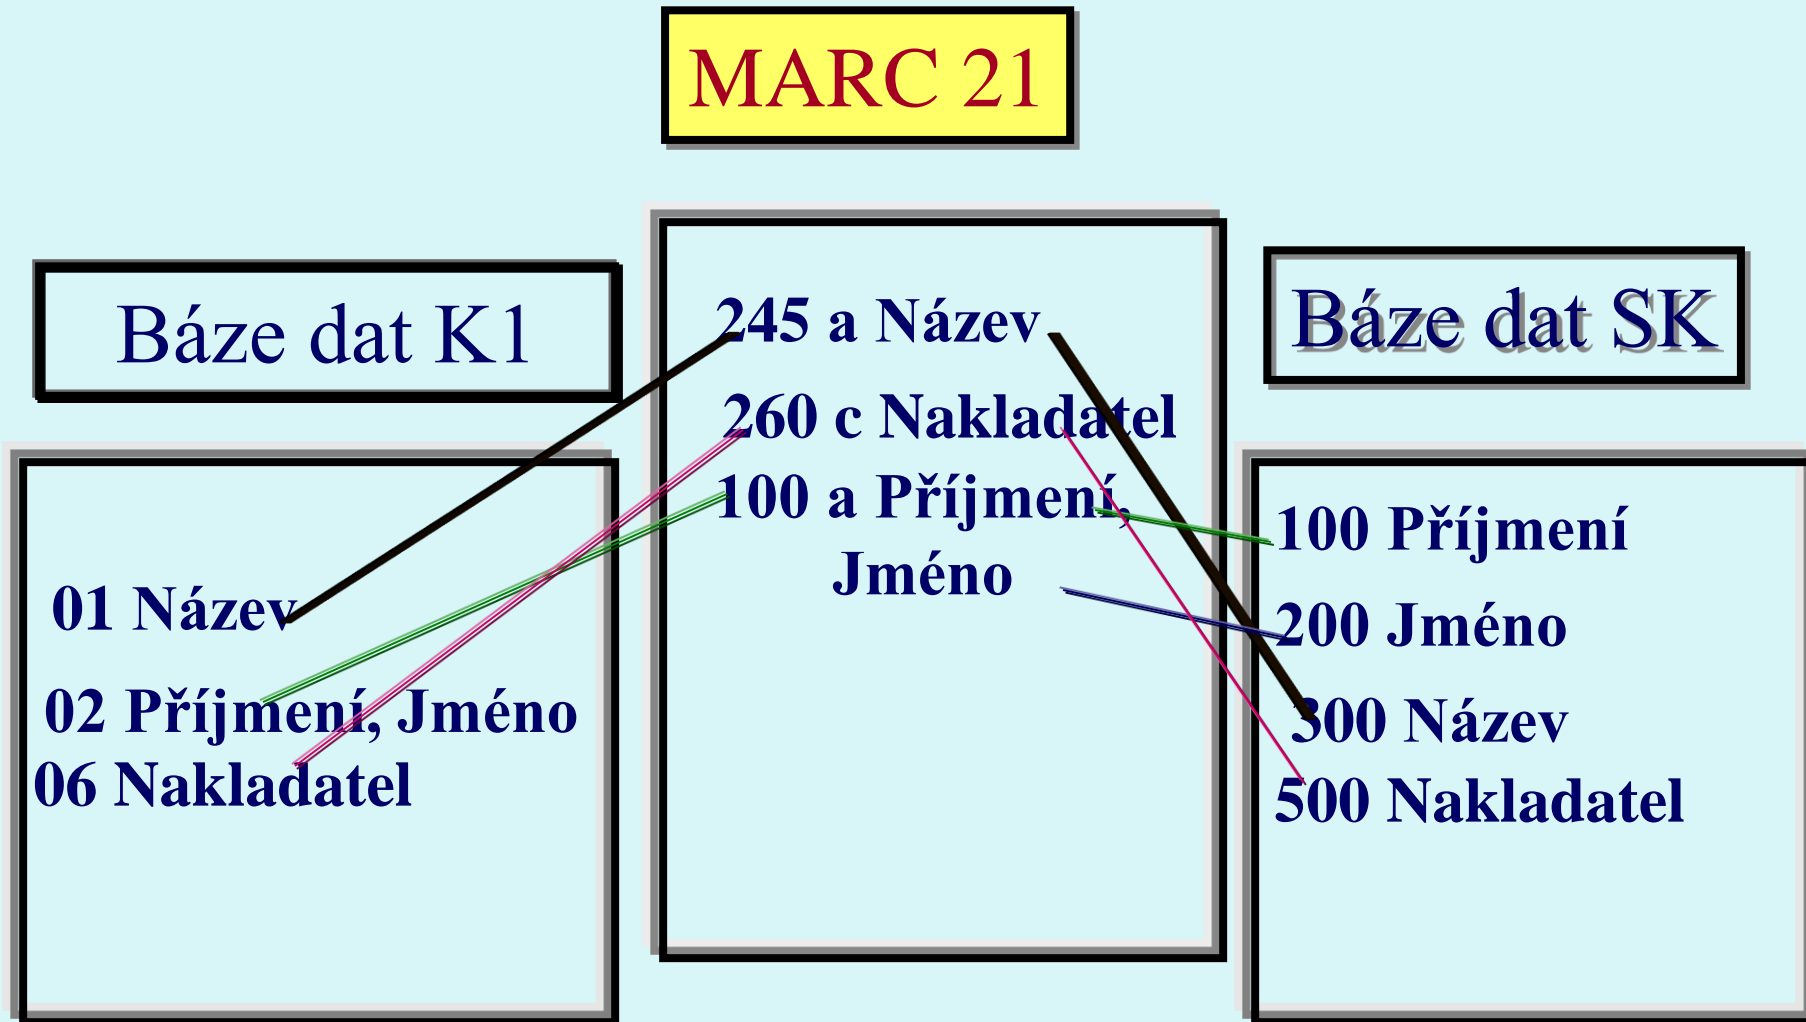 MARC 21
Báze dat K1
01 Název
02 Příjmení, Jméno
06 Nakladatel
245 a Název
260 c Nakladatel
100 a Příjmení,
Jméno
Báze dat SK
100 Příjmení
200 Jméno
300 Název
500 Nakladatel